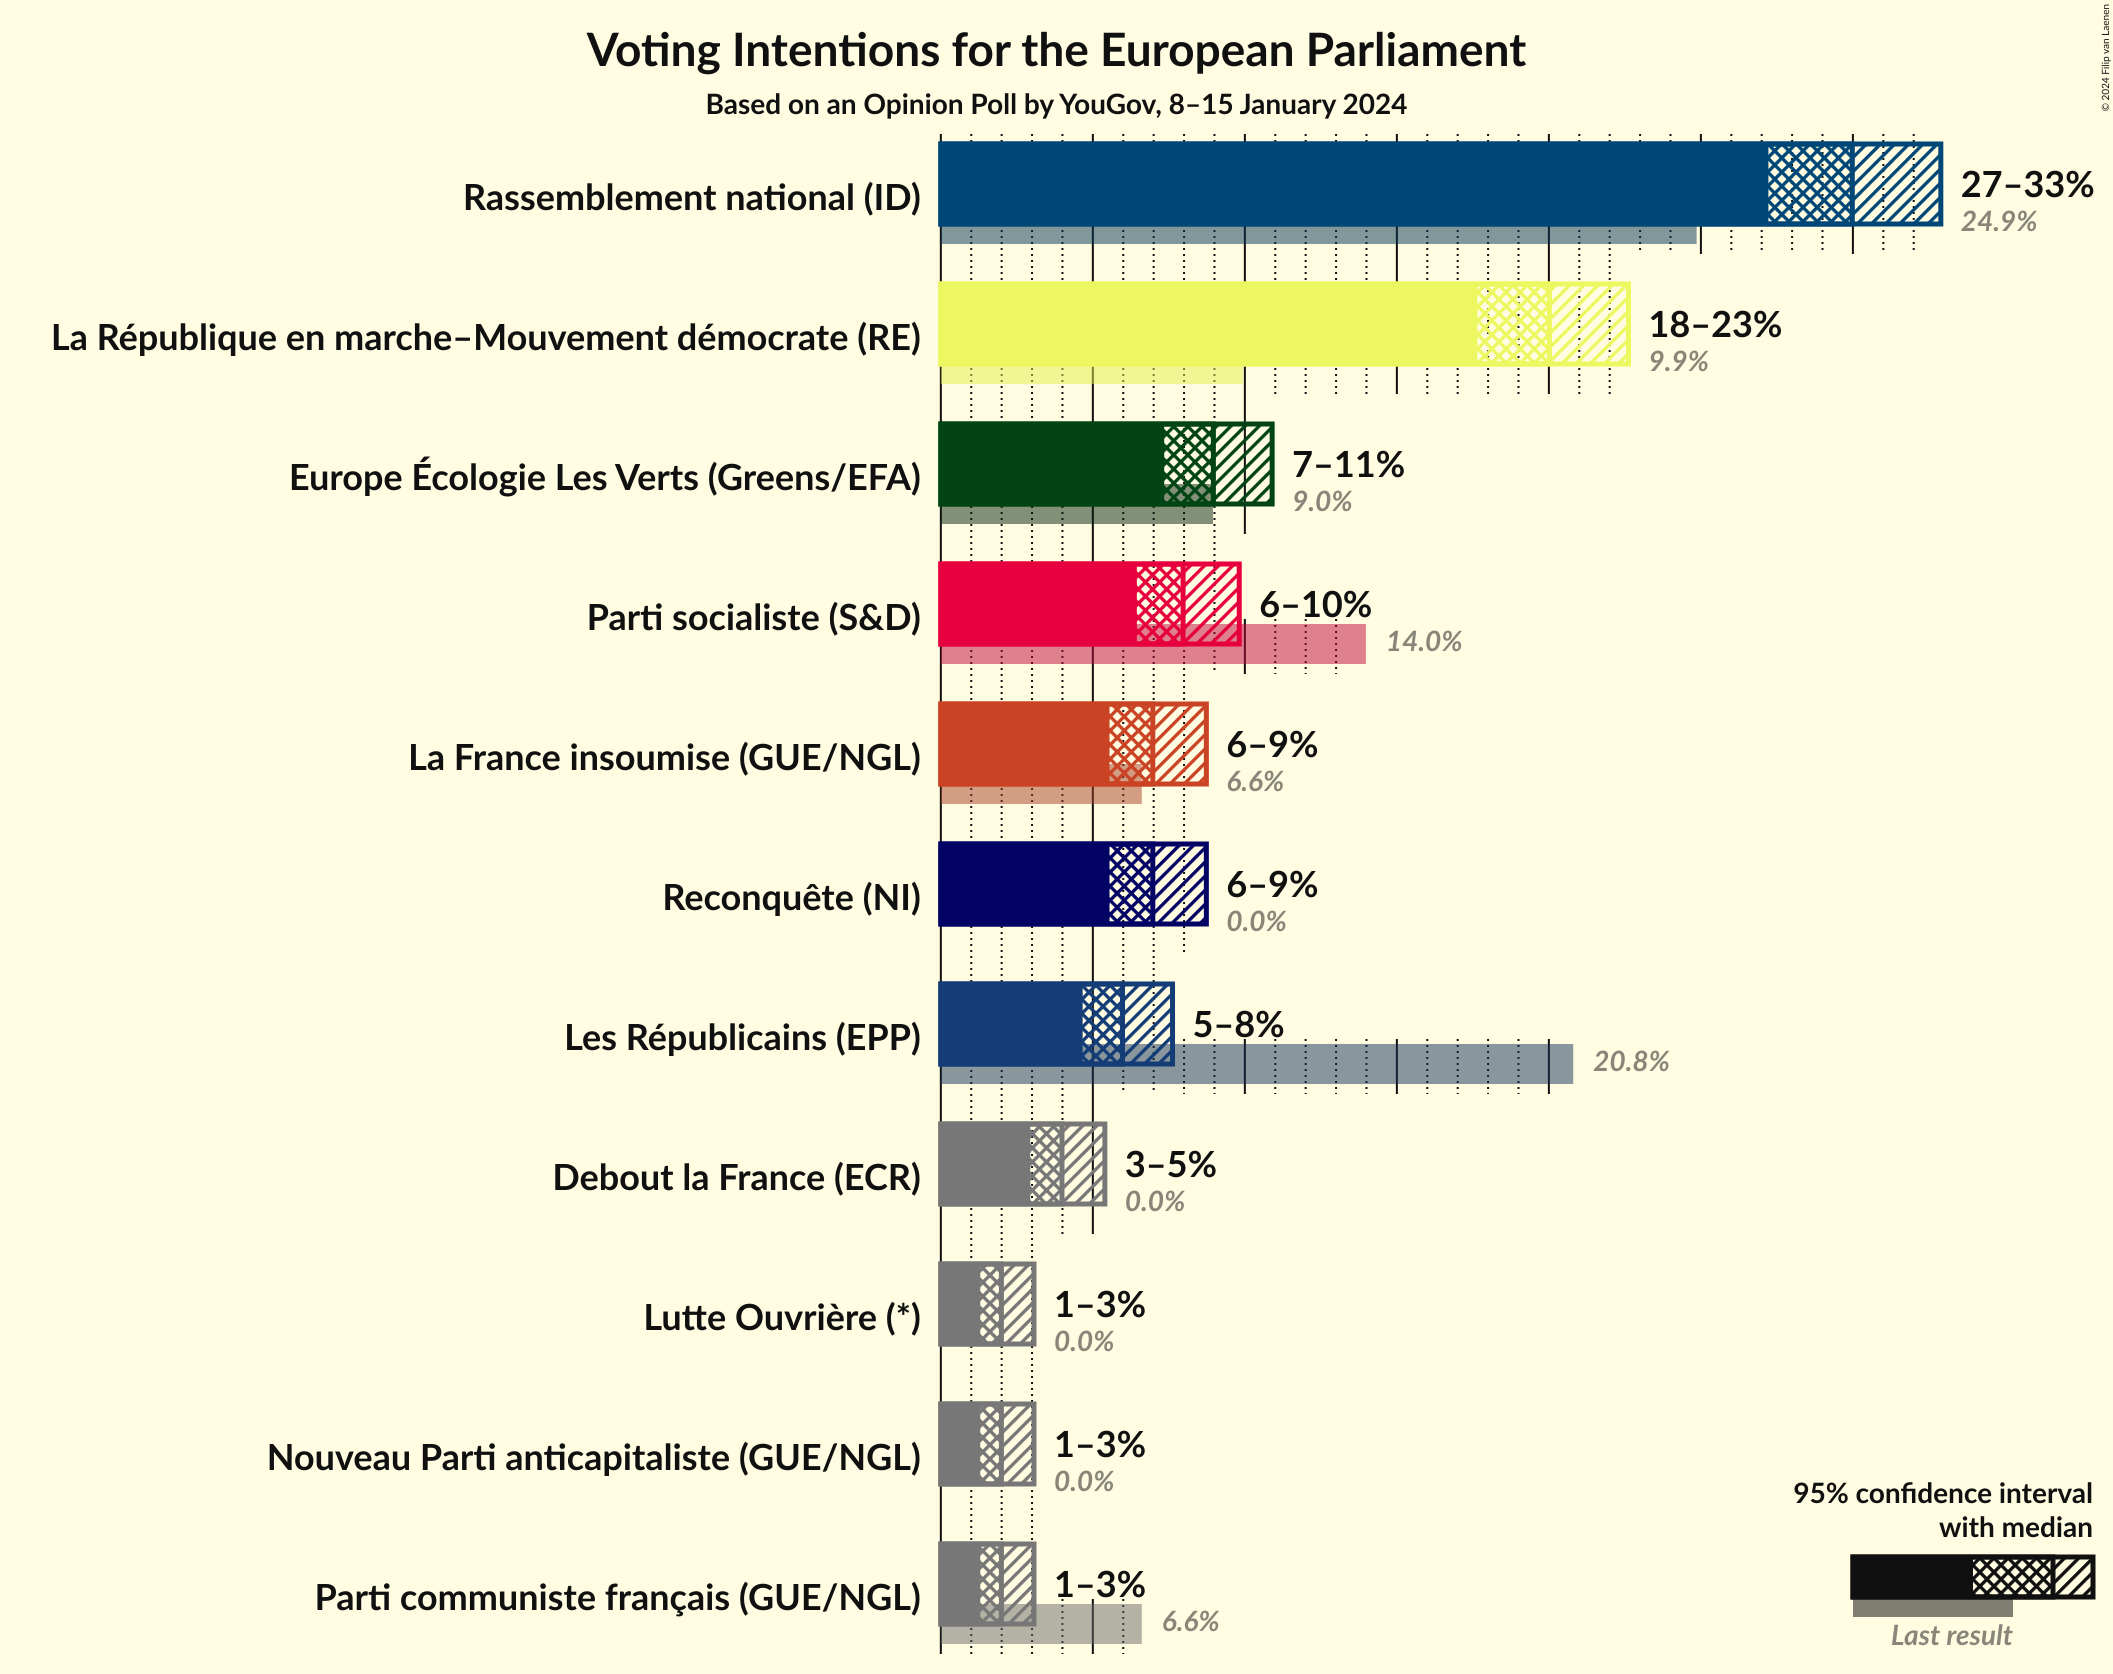 Voting Intentions for the European Parliament
Based on an Opinion Poll by YouGov, 8–15 January 2024
© 2024 Filip van Laenen
Rassemblement national (ID)
27–33%
24.9%
La République en marche–Mouvement démocrate (RE)
18–23%
9.9%
Europe Écologie Les Verts (Greens/EFA)
7–11%
9.0%
Parti socialiste (S&D)
6–10%
14.0%
La France insoumise (GUE/NGL)
6–9%
6.6%
Reconquête (NI)
6–9%
0.0%
Les Républicains (EPP)
5–8%
20.8%
Debout la France (ECR)
3–5%
0.0%
Lutte Ouvrière (*)
1–3%
0.0%
Nouveau Parti anticapitaliste (GUE/NGL)
1–3%
0.0%
Parti communiste français (GUE/NGL)
1–3%
6.6%
95% confidence interval
with median
Last result